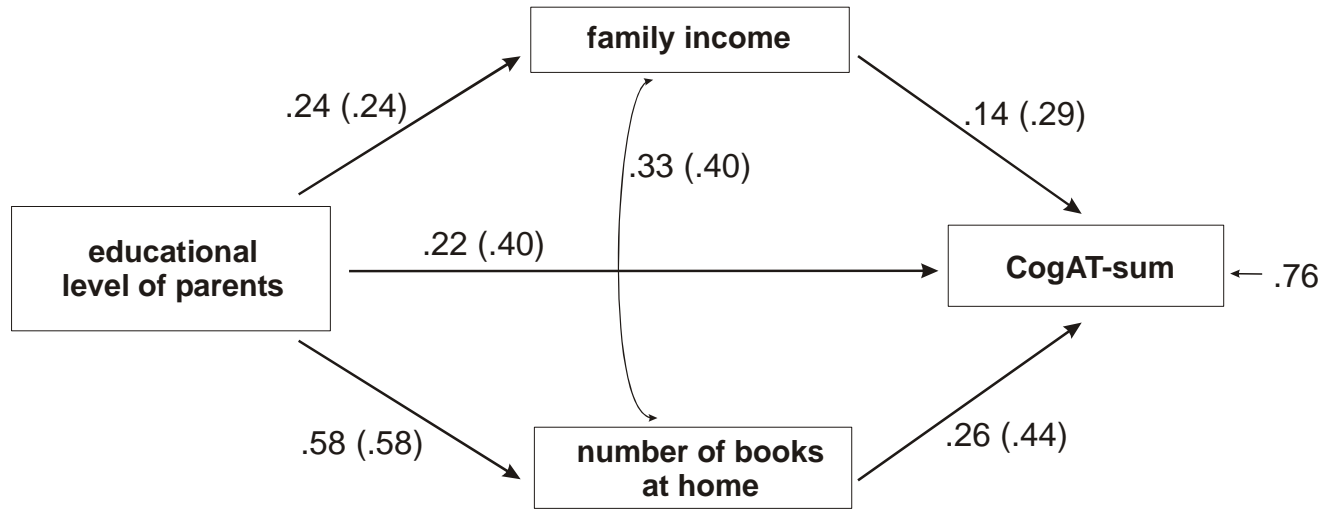 family income
.24 (.24)
.14 (.29)
.33 (.40)
educational
level of parents
.22 (.40)
CogAT-sum
.76
.58 (.58)
number of books
at home
.26 (.44)